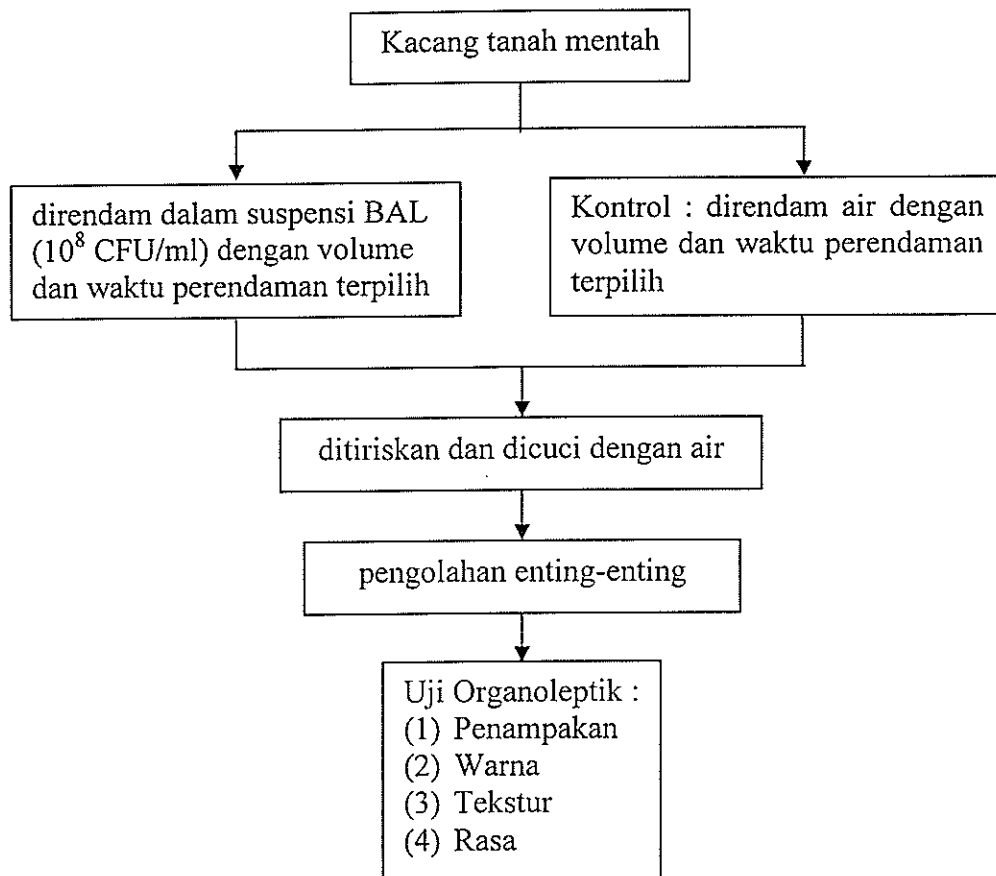 Kacang tanah mentah
direndam dalam suspensi BAL
(10⁸ CFU/ml) dengan volume
dan waktu perendaman terpilih
Kontrol : direndam air dengan
volume dan waktu perendaman
terpilih
ditiriskan dan dicuci dengan air
pengolahan enting-enting
Uji Organoleptik :
(1) Penampakan
(2) Warna
(3) Tekstur
(4) Rasa